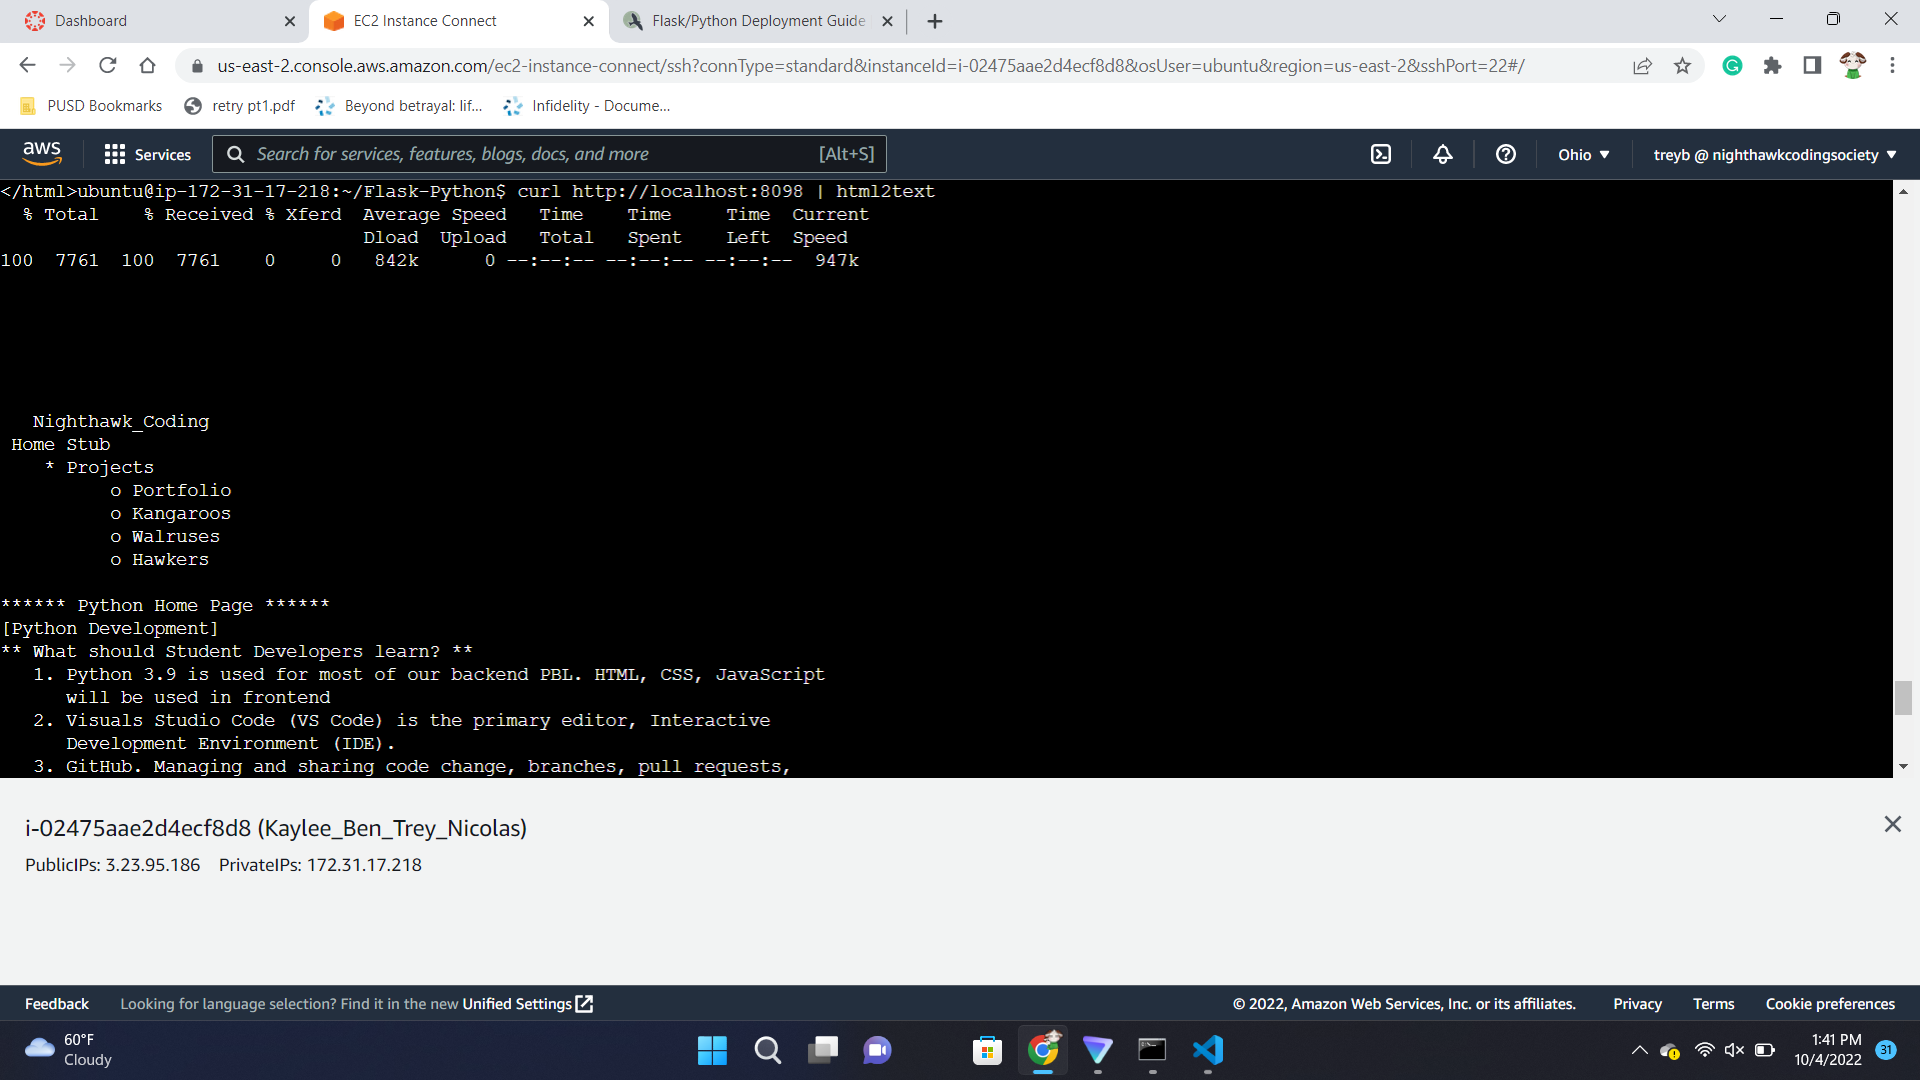 Dashboard
EC2 Instance Connect
Flask/Python Deployment Guide
us-east-2.console.aws.amazon.com/ec2-instance-connect/ssh?connType=standard&instanceId=i-02475aae2d4ecf8d8&osUser=ubuntu&region=us-east-2&sshPort=22#/
PUSD Bookmarks
retry pt1.pdf
Beyond betrayal: lif...
Infidelity - Docume...
aws
Services
Search for services, features, blogs, docs, and more
[Alt+S]
Ohio
treyb @ nighthawkcodingsociety
</html>ubuntu@ip-172-31-17-218:~/Flask-Python$ curl http://localhost:8098 | html2text
% Total    % Received % Xferd  Average Speed   Time    Time     Time  Current
Dload  Upload   Total   Spent    Left  Speed
100  7761  100  7761    0     0   842k      0 --:--:-- --:--:-- --:--:--  947k
Nighthawk_Coding
Home Stub
* Projects
o Portfolio
o Kangaroos
o Walruses
o Hawkers
****** Python Home Page ******
[Python Development]
** What should Student Developers learn? **
1. Python 3.9 is used for most of our backend PBL. HTML, CSS, JavaScript
will be used in frontend
2. Visuals Studio Code (VS Code) is the primary editor, Interactive
Development Environment (IDE).
3. GitHub. Managing and sharing code change, branches, pull requests,
i-02475aae2d4ecf8d8 (Kaylee_Ben_Trey_Nicolas)
PublicIPs: 3.23.95.186    PrivateIPs: 172.31.17.218
Feedback
Looking for language selection? Find it in the new Unified Settings
© 2022, Amazon Web Services, Inc. or its affiliates.
Privacy
Terms
Cookie preferences
60°F
Cloudy
1:41 PM
10/4/2022
31